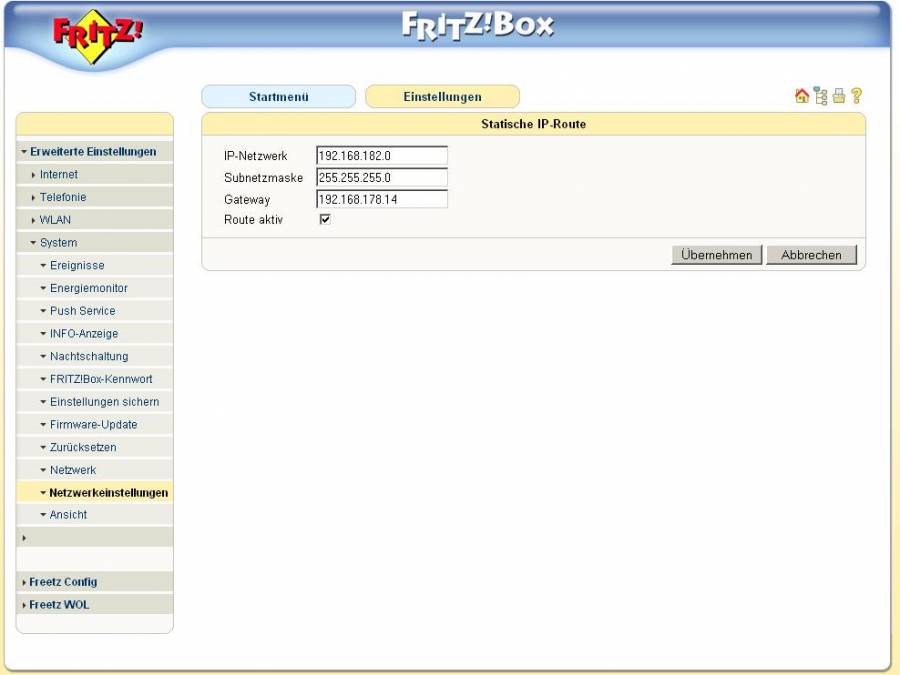 FRITZ!
FRITZ!Box
Startmenü
Einstellungen
?
Statische IP-Route
IP-Netzwerk 192.168.182.0
Subnetzmaske 255.255.255.0
Gateway 192.168.178.14
Route aktiv
Übernehmen
Abbrechen
Erweiterte Einstellungen
Internet
Telefonie
WLAN
System
Ereignisse
Energiemonitor
Push Service
INFO-Anzeige
Nachtschaltung
FRITZ!Box-Kennwort
Einstellungen sichern
Firmware-Update
Zurücksetzen
Netzwerk
Netzwerkeinstellungen
Ansicht
Freetz Config
Freetz WOL